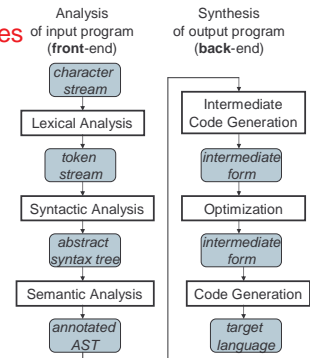 es
Analysis
of input program
(front-end)
character
stream
Lexical Analysis
token
stream
Syntactic Analysis
abstract
syntax tree
Semantic Analysis
annotated
AST
Synthesis
of output program
(back-end)
Intermediate
Code Generation
intermediate
form
Optimization
intermediate
form
Code Generation
target
language